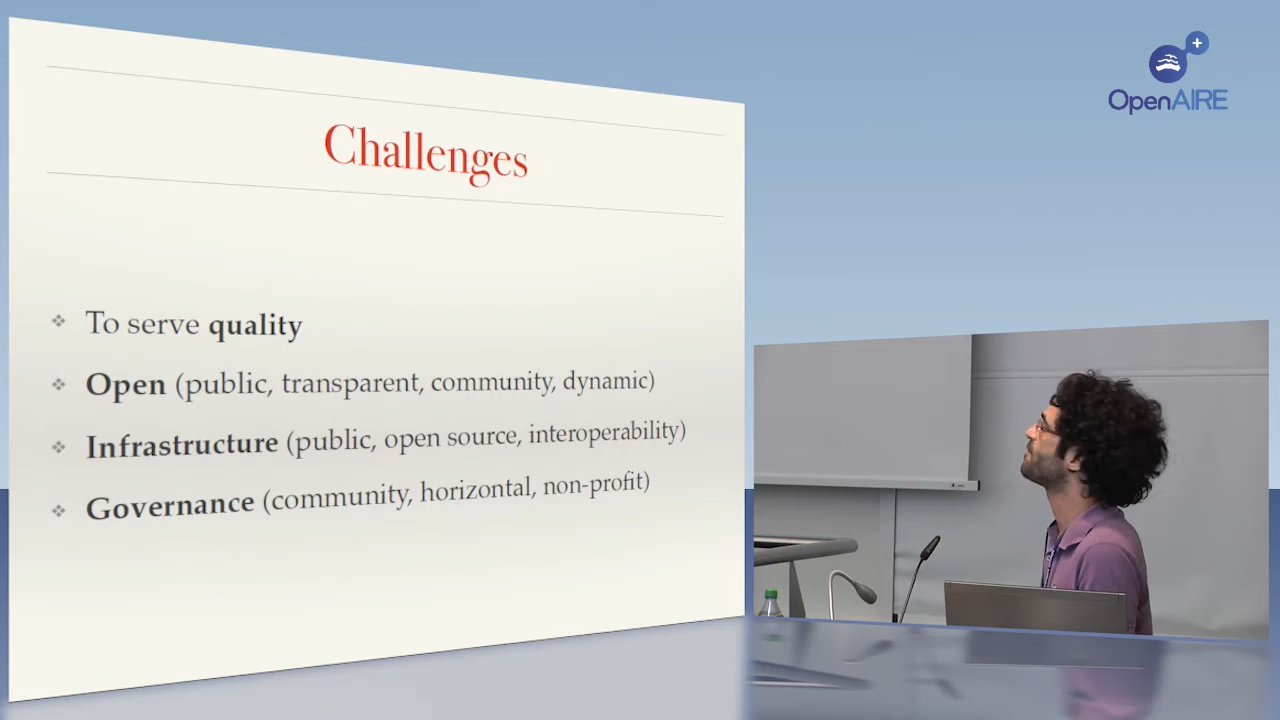 Challenges
To serve quality
Open (public, transparent, community, dynamic)
Infrastructure (public, open source, interoperability)
Governance (community, horizontal, non-profit)
OpenAIRE